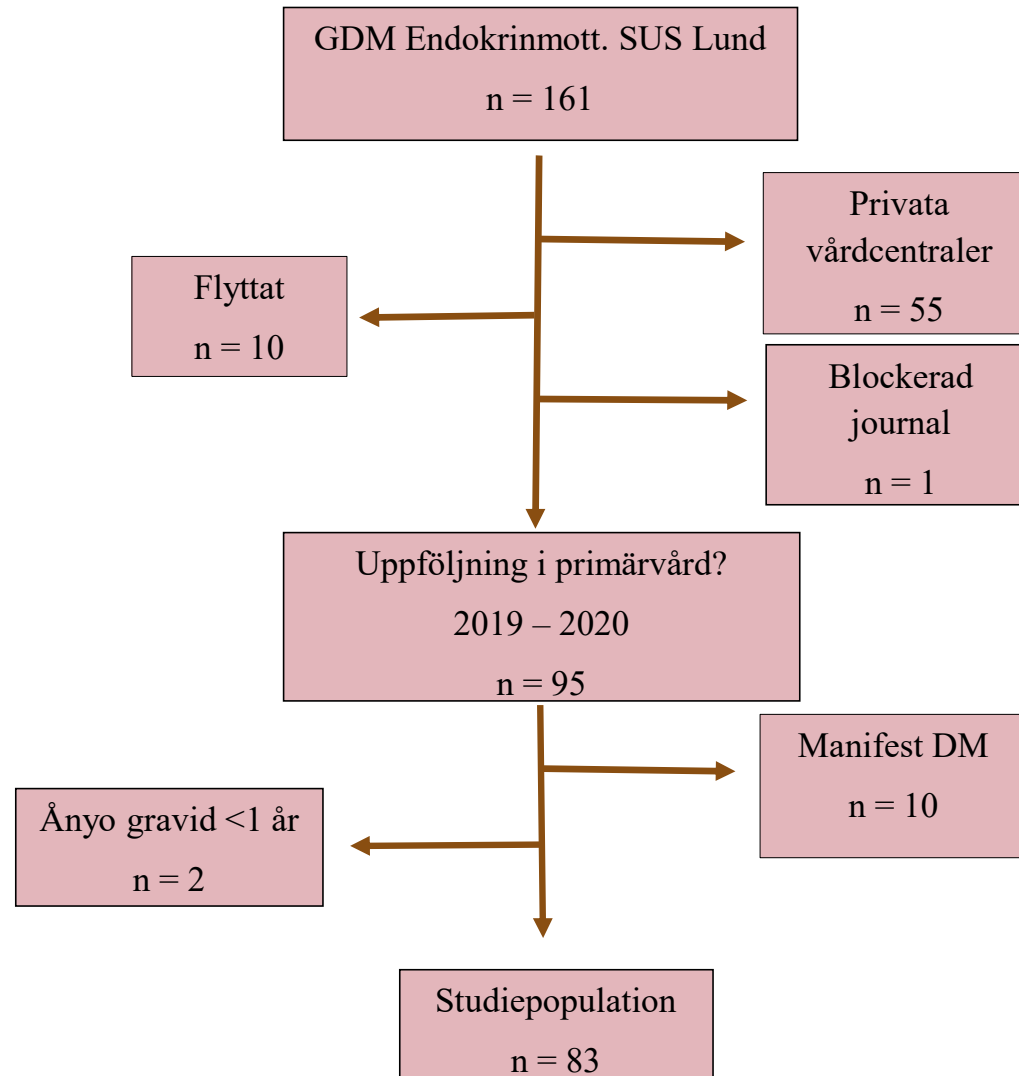 GDM Endokrinmott. SUS Lund
n = 161
Privata
vårdcentraler
n = 55
Flyttat
n = 10
Blockerad
journal
n = 1
Uppföljning i primärvård?
2019 – 2020
n = 95
Manifest DM
n = 10
Ånyo gravid <1 år
n = 2
Studiepopulation
n = 83